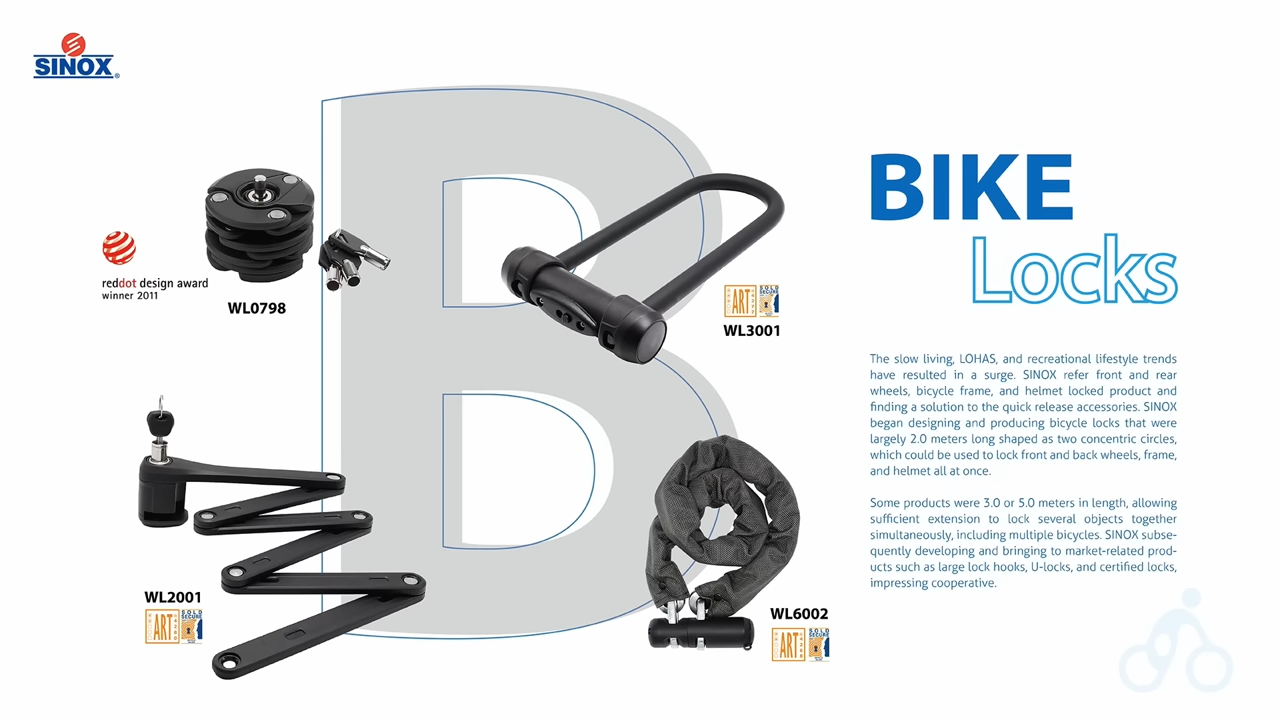 SINOX®
BIKE
Locks
reddot design award
winner 2011
WL0798
ART
SOLD
SECURE
WL3001
The slow living, LOHAS, and recreational lifestyle trends
have resulted in a surge. SINOX refer front and rear
wheels, bicycle frame, and helmet locked product and
finding a solution to the quick release accessories. SINOX
began designing and producing bicycle locks that were
largely 2.0 meters long shaped as two concentric circles,
which could be used to lock front and back wheels, frame,
and helmet all at once.
Some products were 3.0 or 5.0 meters in length, allowing
sufficient extension to lock several objects together
simultaneously, including multiple bicycles. SINOX subse-
quently developing and bringing to market-related prod-
ucts such as large lock hooks, U-locks, and certified locks,
impressing cooperative.
WL2001
ART
SOLD
SECURE
WL6002
ART
SOLD
SECURE
B